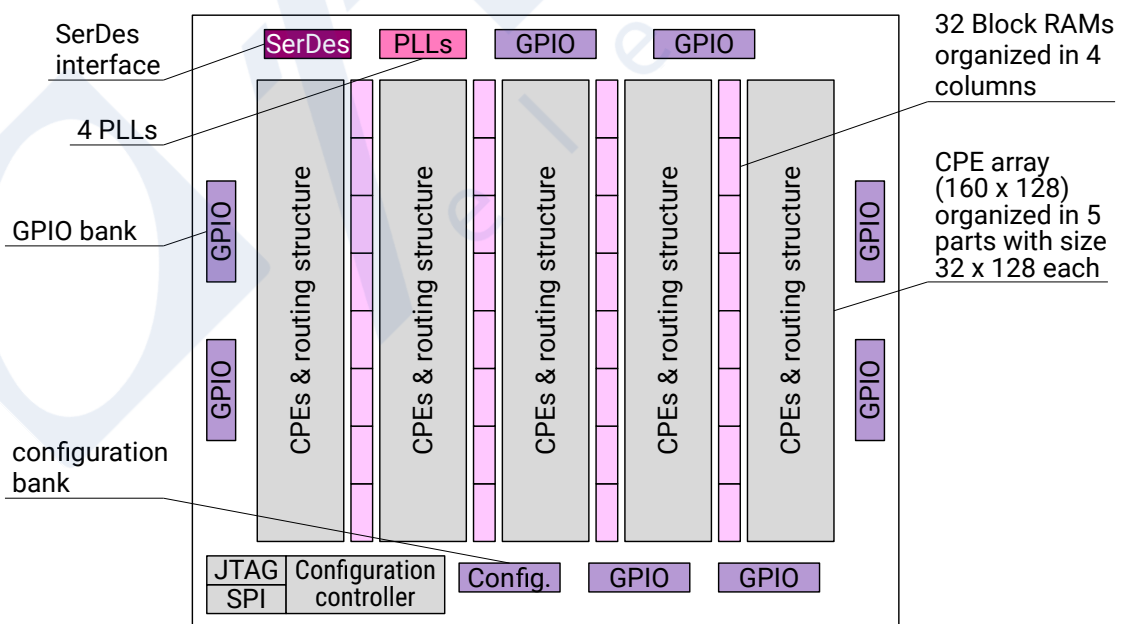 SerDes
interface
4 PLLs
GPIO bank
configuration
bank
SerDes
PLLs
GPIO
GPIO
GPIO
GPIO
CPEs & routing structure
CPEs & routing structure
CPEs & routing structure
CPEs & routing structure
CPEs & routing structure
GPIO
GPIO
JTAG
SPI
Configuration
controller
Config.
GPIO
GPIO
32 Block RAMs
organized in 4
columns
CPE array
(160 x 128)
organized in 5
parts with size
32 x 128 each